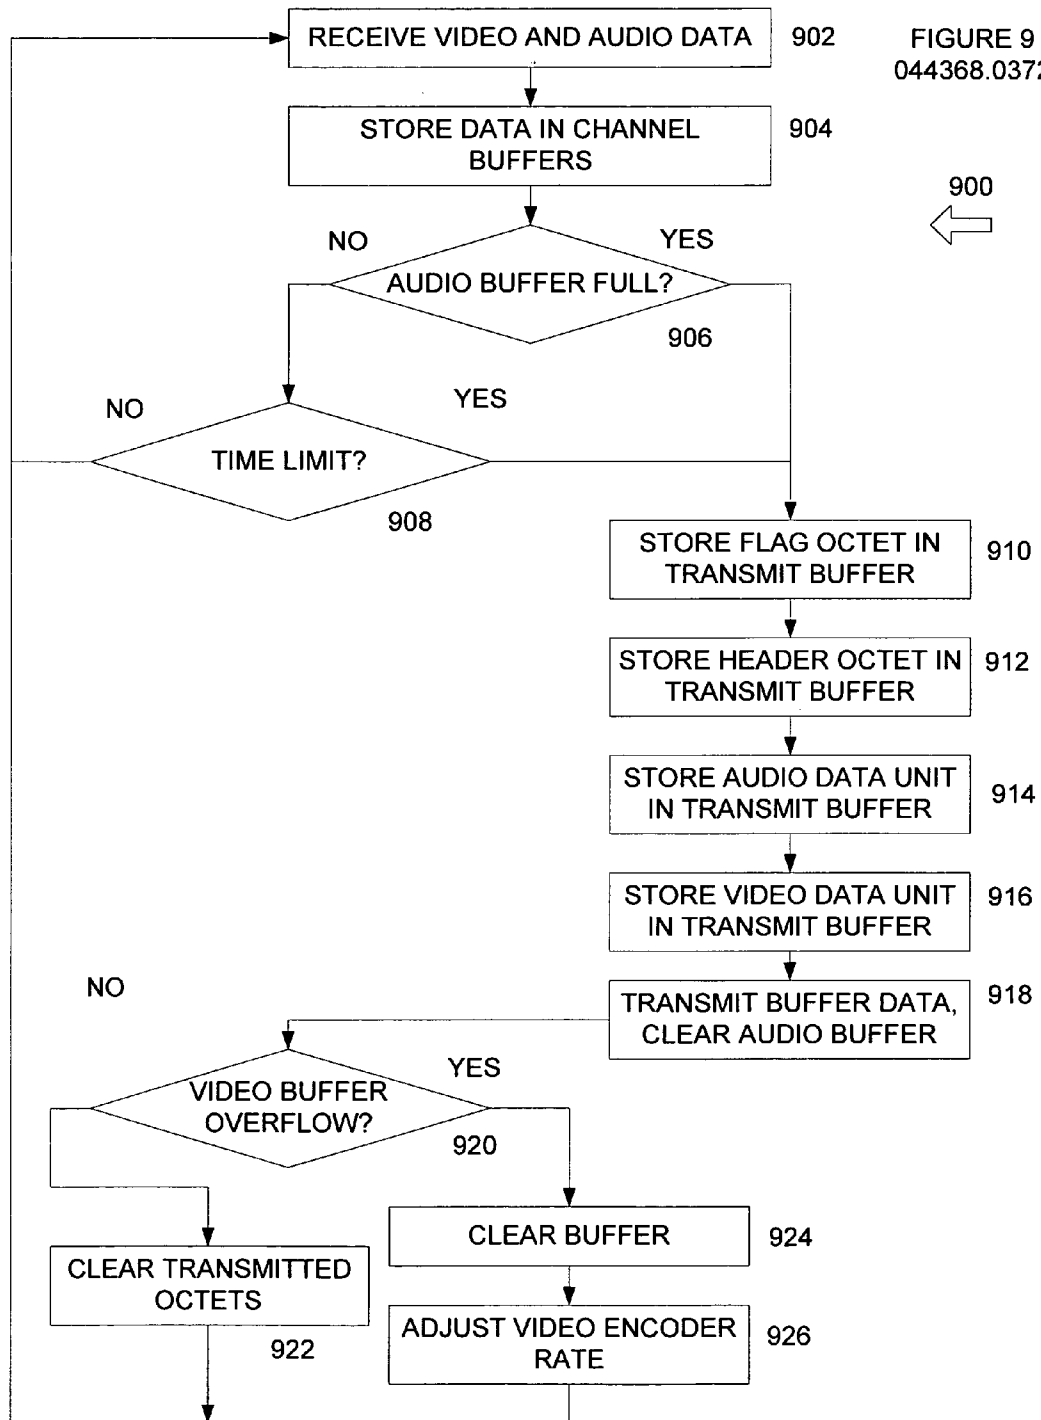 RECEIVE VIDEO AND AUDIO DATA
902
FIGURE 9
044368.0372
STORE DATA IN CHANNEL
BUFFERS
904
900
NO
YES
AUDIO BUFFER FULL?
906
NO
YES
TIME LIMIT?
908
STORE FLAG OCTET IN
TRANSMIT BUFFER
910
STORE HEADER OCTET IN
TRANSMIT BUFFER
912
STORE AUDIO DATA UNIT
IN TRANSMIT BUFFER
914
STORE VIDEO DATA UNIT
IN TRANSMIT BUFFER
916
NO
TRANSMIT BUFFER DATA,
CLEAR AUDIO BUFFER
918
YES
VIDEO BUFFER
OVERFLOW?
920
CLEAR BUFFER
924
CLEAR TRANSMITTED
OCTETS
922
ADJUST VIDEO ENCODER
RATE
926